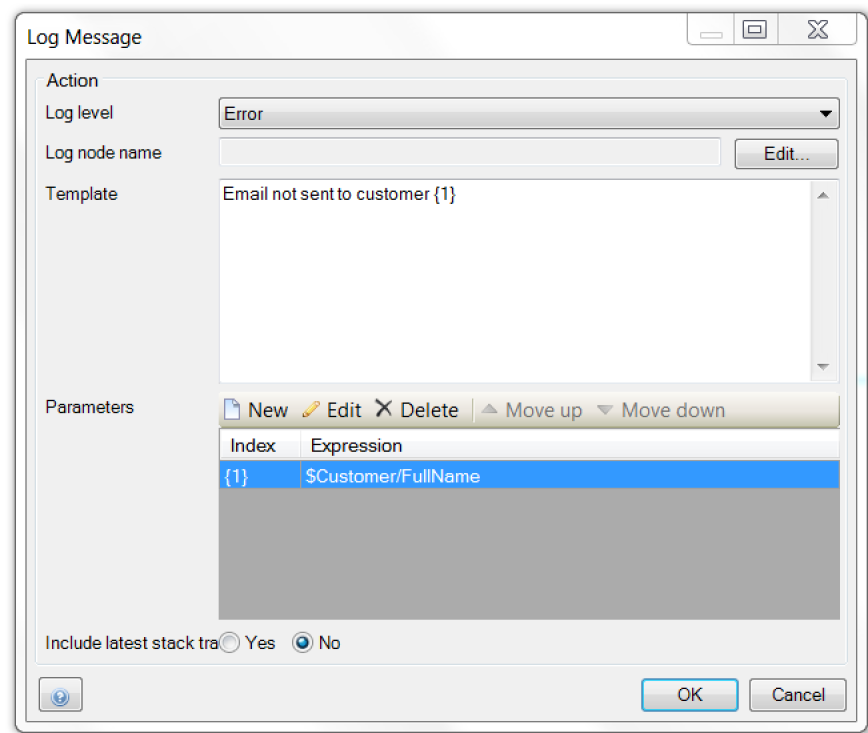 Log Message
Action
Log level
Error
Log node name
Edit...
Template
Email not sent to customer {1}
Parameters
New Edit Delete Move up Move down
Index Expression
{1} $Customer/FullName
Include latest stack tra Yes No
OK Cancel